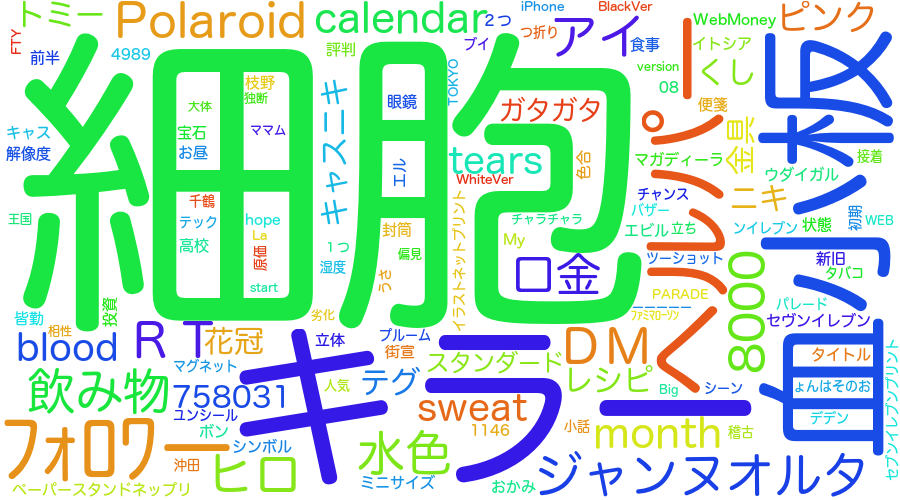 トミー
Polaroid
calendar
２つ
iPhone
BlackVer
ブイ
アイ
食事
つ折り
WebMoney
ピンク
FTY
前半
4989
評判
TOKYO
version
08
イトシア
くし
小板
細胞
枝野
独断
大体
宝石
お昼
ママム
眼鏡
キャスニキ
ガタガタ
tears
WhiteVer
色合
便箋
金具
マガディーラ
ウダイガル
接着
キャス
解像度
王国
千鶴
テック
高校
hope
La
原価
start
エル
封筒
偏見
うさ
１つ
湿度
チャラチャラ
My
イラストネットプリント
口金
チャンス
バザー
エビル
立ち
ツーショット
ニキ
ンイレブン
状態
初期
WEB
新旧
タバコ
PARADE
パレード
セヴンイレブン
8000
ペルソー
皆勤
相性
投資
劣化
blood
ＲＴ
花冠
立体
プルーム
街宣
マグネット
キラ
人気
テグ
スタンダード
ＤＭ
レシピ
Big
シーン
皿
タイトル
ょんはそのお
デデン
セブンイレブンプリント
飲み物
758031
ユンシール
ボン
シンボル
sweat
1146
小話
month
稽古
フォロワー
沖田
ヒロ
水色
ミニサイズ
おかみ
ジャンヌオルタ
ペーパースタンドネップリ